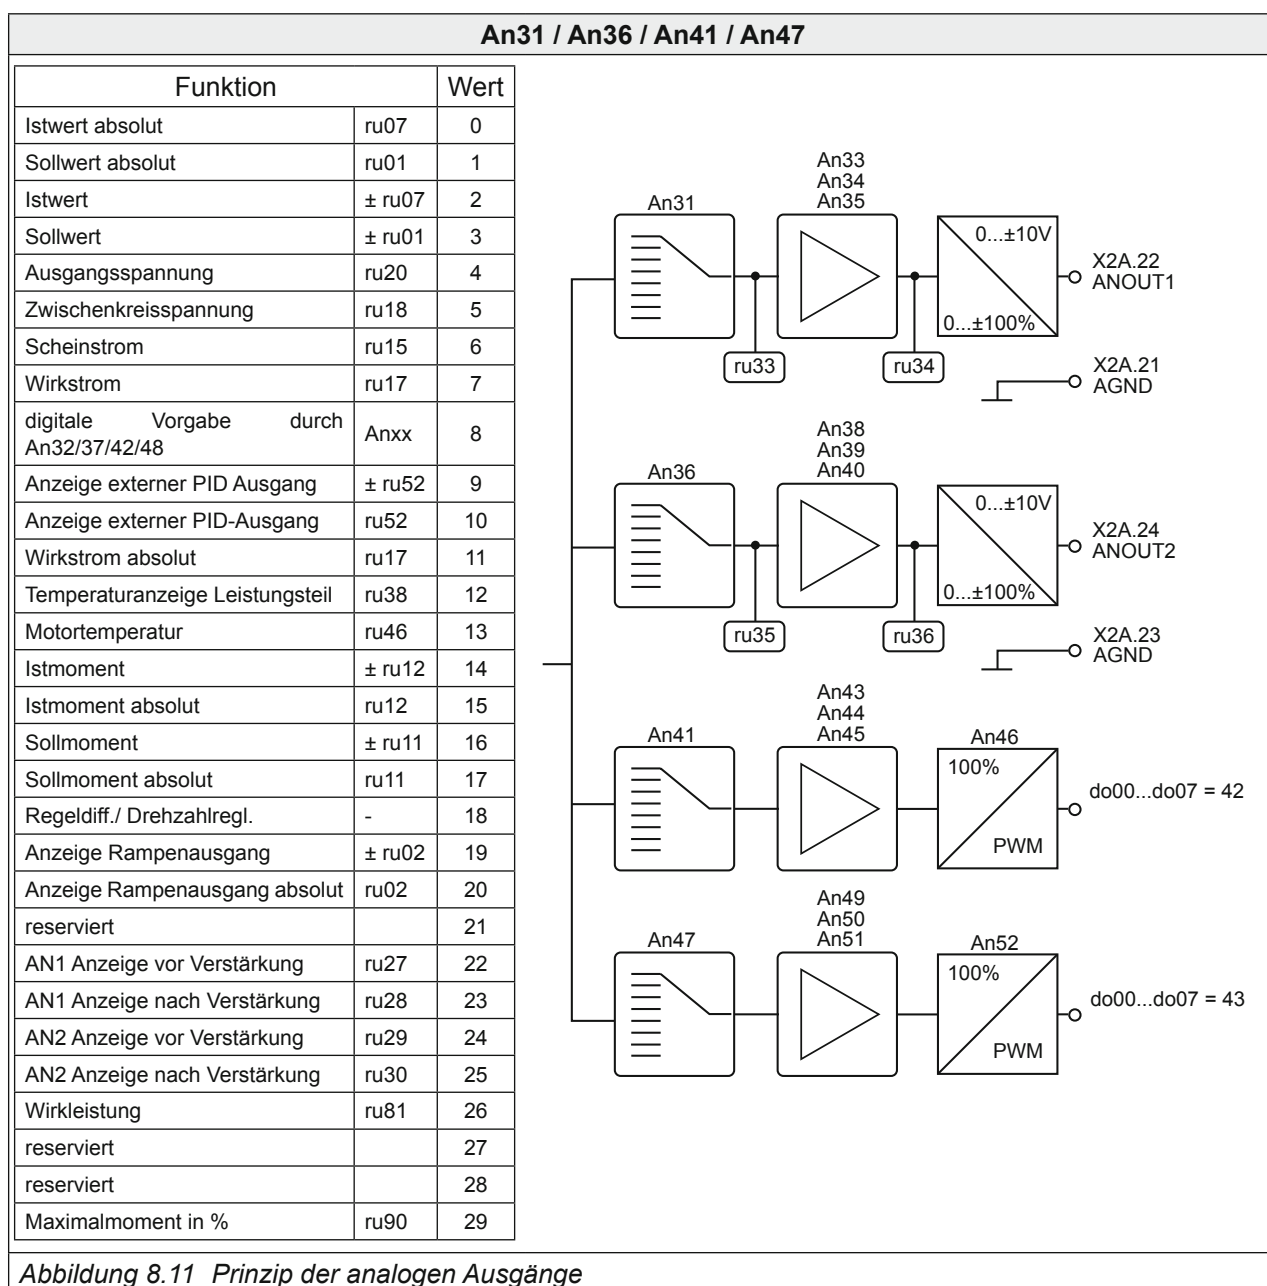 An31 / An36 / An41 / An47
Funktion Wert
Istwert absolut ru07 0
Sollwert absolut ru01 1
Istwert ± ru07 2
Sollwert ± ru01 3
Ausgangsspannung ru20 4
Zwischenkreisspannung ru18 5
Scheinstrom ru15 6
Wirkstrom ru17 7
digitale Vorgabe durch
An32/37/42/48 Anxx 8
Anzeige externer PID Ausgang ± ru52 9
Anzeige externer PID-Ausgang ru52 10
Wirkstrom absolut ru17 11
Temperaturanzeige Leistungsteil ru38 12
Motortemperatur ru46 13
Istmoment ± ru12 14
Istmoment absolut ru12 15
Sollmoment ± ru11 16
Sollmoment absolut ru11 17
Regeldiff./ Drehzahlregl. - 18
Anzeige Rampenausgang ± ru02 19
Anzeige Rampenausgang absolut ru02 20
reserviert 21
AN1 Anzeige vor Verstärkung ru27 22
AN1 Anzeige nach Verstärkung ru28 23
AN2 Anzeige vor Verstärkung ru29 24
AN2 Anzeige nach Verstärkung ru30 25
Wirkleistung ru81 26
reserviert 27
reserviert 28
Maximalmoment in % ru90 29
An33
An34
An31 An35
0...±10V
X2A.22
ANOUT1
0...±100%
ru33 ru34
X2A.21
AGND
An38
An39
An36 An40
0...±10V
X2A.24
ANOUT2
0...±100%
ru35 ru36
X2A.23
AGND
An43
An44
An41 An45 An46
100%
do00...do07 = 42
PWM
An49
An50
An47 An51 An52
100%
do00...do07 = 43
PWM
Abbildung 8.11 Prinzip der analogen Ausgänge